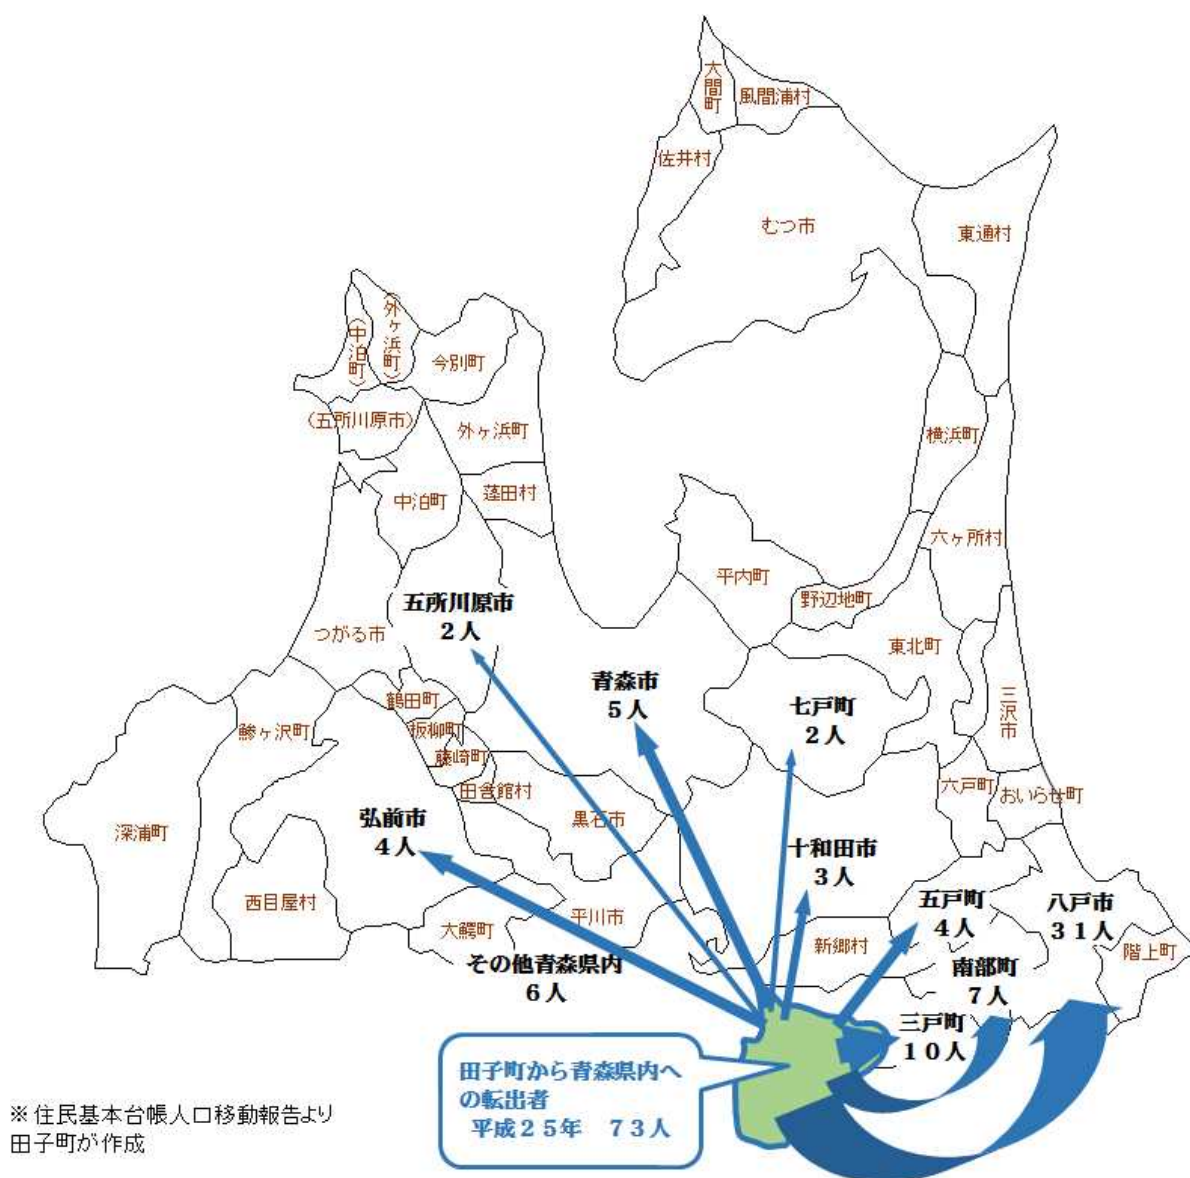 大間町
風間浦村
佐井村
むつ市
東通村
(外ヶ浜町)
(中泊町)
今別町
(五所川原市)
外ヶ浜町
横浜町
中泊町
蓬田村
六ヶ所村
平内町
野辺地町
五所川原市
2人
つがる市
東北町
青森市
5人
七戸町
2人
三沢市
鶴田町
鰺ヶ沢町
板柳町
藤崎町
田舎館村
六戸町
おいらせ町
黒石市
深浦町
弘前市
4人
十和田市
3人
西目屋村
五戸町
4人
八戸市
31人
大鰐町
平川市
新郷村
階上町
その他青森県内
6人
南部町
7人
三戸町
10人
田子町から青森県内へ
の転出者
平成25年 73人
※住民基本台帳人口移動報告より
田子町が作成